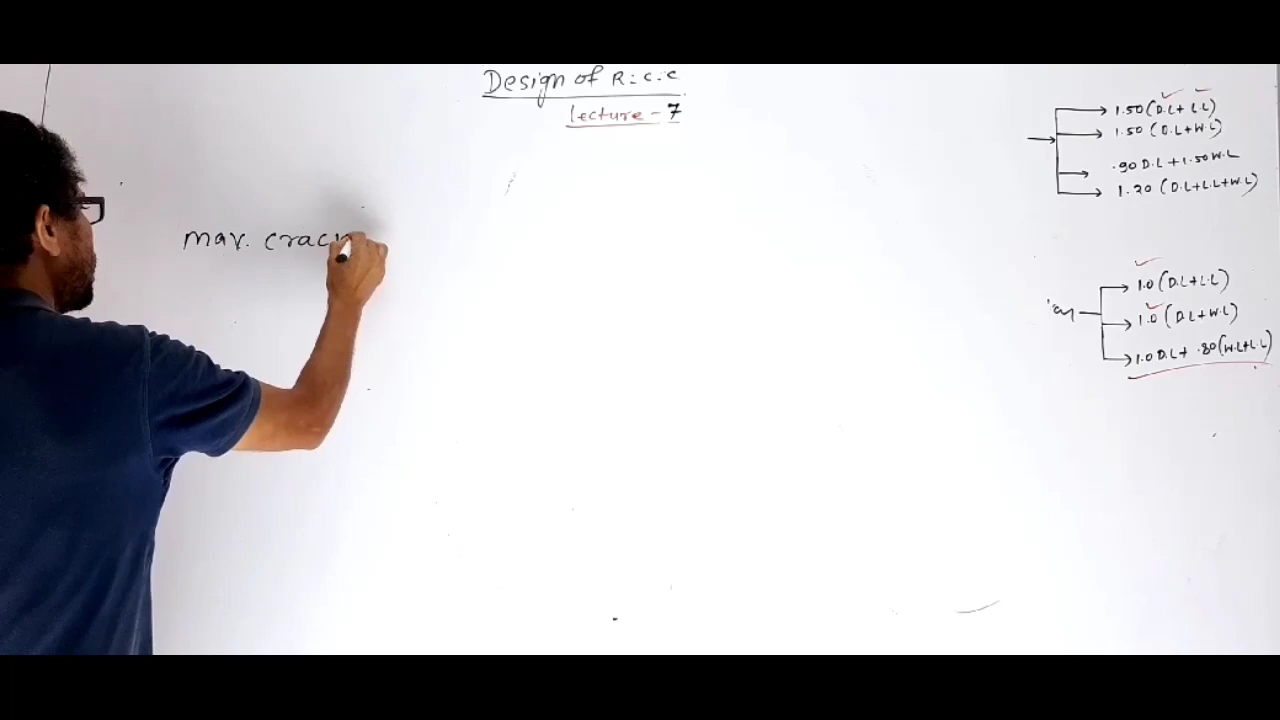 Design of R.C.C
lecture - 7
max. crac
1.50 (D.L + L.L)
1.50 (D.L+W.L)
.90 D.L + 1.50 W.L
1.20 (D.L+L.L+W.L)
1.0 (D.L+L.L)
1.0 (D.L+W.L)
1.0 D.L + .80 (W.L+L.L)